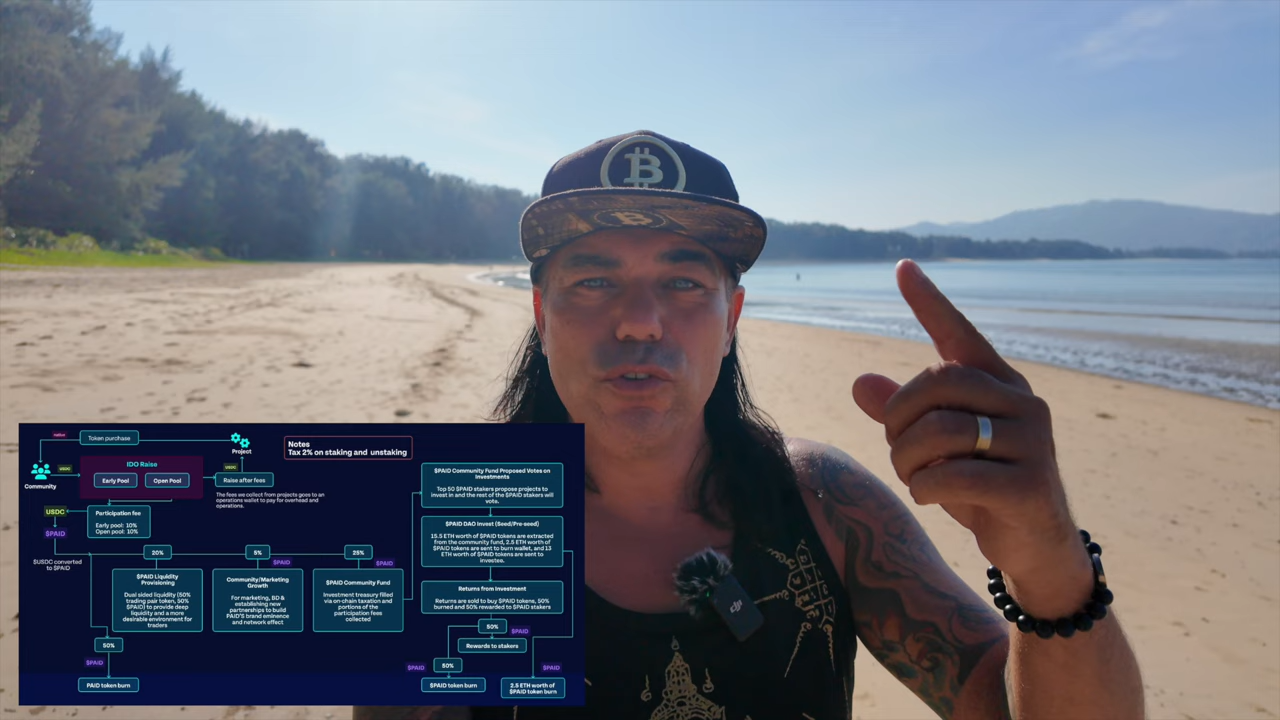 Token purchase
Project
Notes
Tax 2% on staking and unstaking
Community
USDC
IDO Raise
Early Pool
Open Pool
USDC
Raise after fees
The fees we collect from projects goes to an
operations wallet to pay for overhead and
operations.
USDC
$PAID
Participation fee
Early pool: 10%
Open pool: 10%
$USDC converted
to $PAID
20%
5%
25%
$PAID
$PAID
$PAID Liquidity
Provisioning
Dual sided liquidity (50%
trading pair token, 50%
$PAID) to provide deep
liquidity and a more
desirable environment for
traders
Community/Marketing
Growth
For marketing, BD &
establishing new
partnerships to build
PAID'S brand eminence
and network effect
$PAID Community Fund
Investment treasury filled
via on-chain taxation and
portions of the
participation fees
collected
50%
$PAID
PAID token burn
$PAID Community Fund Proposed Votes on
Investments
Top 50 $PAID stakers propose projects to
invest in and the rest of the $PAID stakers will
vote.
$PAID DAO Invest (Seed/Pre-seed)
15.5 ETH worth of $PAID tokens are extracted
from the community fund, 2.5 ETH worth of
$PAID tokens are sent to burn wallet, and 13
ETH worth of $PAID tokens are sent to
investee.
Returns from Investment
Returns are sold to buy $PAID tokens, 50%
burned and 50% rewarded to $PAID stakers
50%
$PAID
Rewards to stakers
$PAID
50%
$PAID
$PAID token burn
2.5 ETH worth of
$PAID token burn
dji